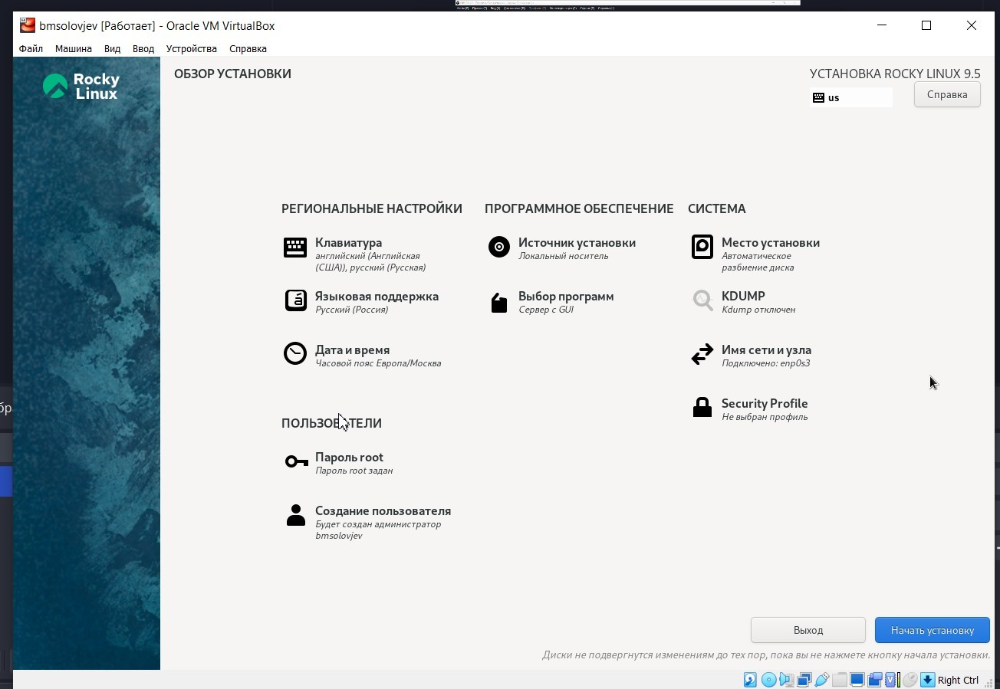 bmsolovjev [Работает] - Oracle VM VirtualBox
Файл Машина Вид Ввод Устройства Справка
Rocky
Linux
ОБЗОР УСТАНОВКИ
УСТАНОВКА ROCKY LINUX 9.5
us
Справка
РЕГИОНАЛЬНЫЕ НАСТРОЙКИ
Клавиатура
английский (Английская
(США)), русский (Русская)
Языковая поддержка
Русский (Россия)
Дата и время
Часовой пояс Европа/Москва
ПРОГРАММНОЕ ОБЕСПЕЧЕНИЕ
Источник установки
Локальный носитель
Выбор программ
Сервер с GUI
СИСТЕМА
Место установки
Автоматическое
разбиение диска
KDUMP
Kdump отключен
Имя сети и узла
Подключено: enp0s3
Security Profile
Не выбран профиль
ПОЛЬЗОВАТЕЛИ
Пароль root
Пароль root задан
Создание пользователя
Будет создан администратор
bmsolovjev
Выход
Начать установку
Диски не подвергнутся изменениям до тех пор, пока вы не нажмете кнопку начала установки.
Right Ctrl